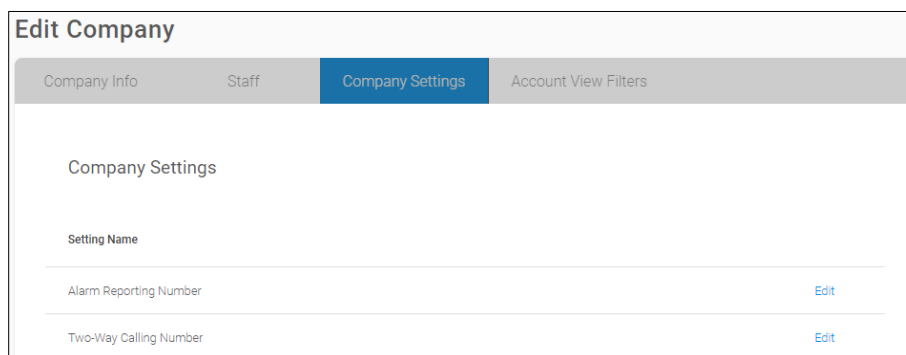 Edit Company
Company Info Staff Company Settings Account View Filters
Company Settings
Setting Name
Alarm Reporting Number Edit
Two-Way Calling Number Edit